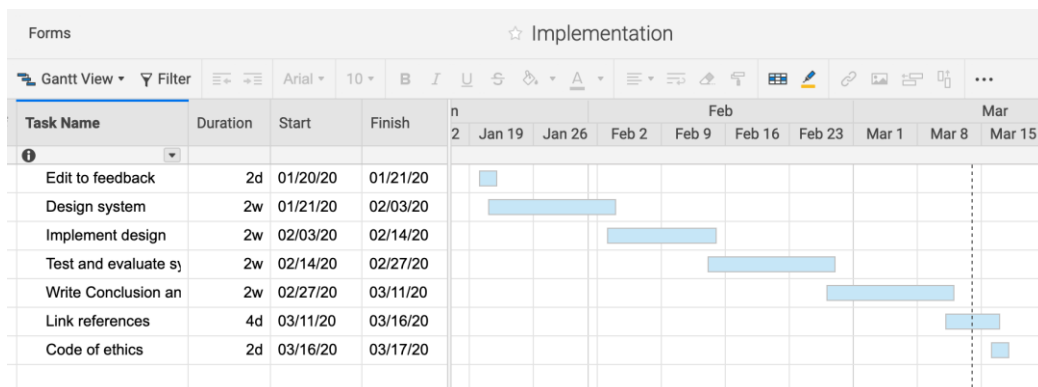 Forms
Implementation
Gantt View Filter Arial 10 B I U S A
n Feb Mar
Task Name Duration Start Finish
2 Jan 19 Jan 26 Feb 2 Feb 9 Feb 16 Feb 23 Mar 1 Mar 8 Mar 15
Edit to feedback 2d 01/20/20 01/21/20
Design system 2w 01/21/20 02/03/20
Implement design 2w 02/03/20 02/14/20
Test and evaluate sy 2w 02/14/20 02/27/20
Write Conclusion an 2w 02/27/20 03/11/20
Link references 4d 03/11/20 03/16/20
Code of ethics 2d 03/16/20 03/17/20